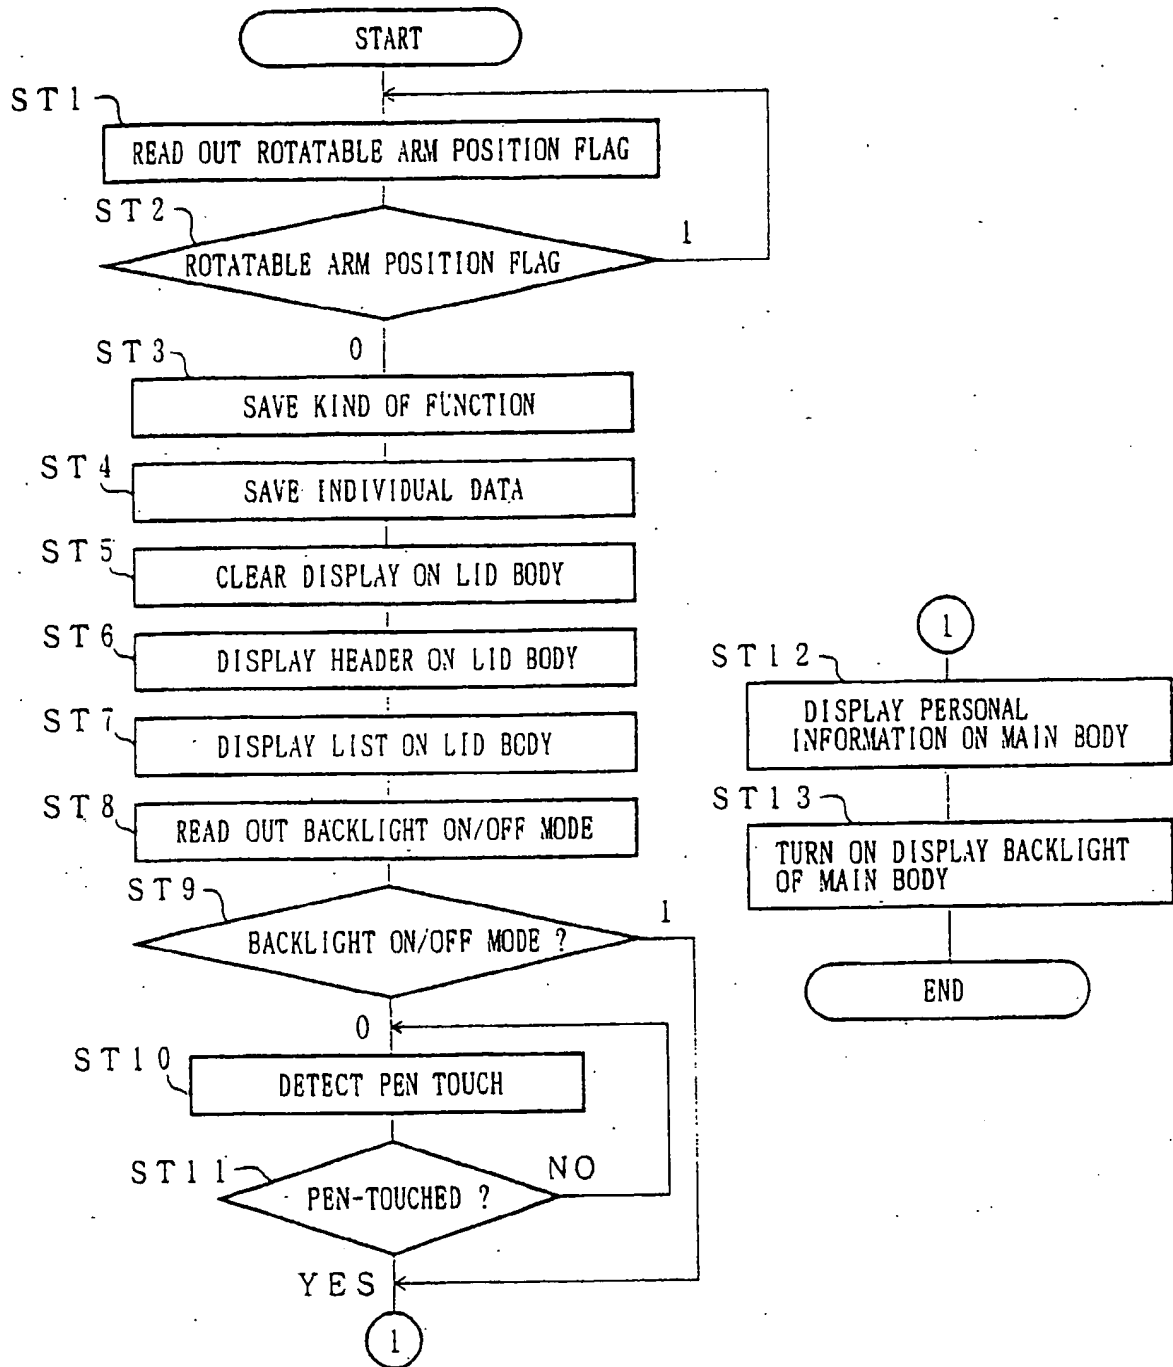 START
ST1
READ OUT ROTATABLE ARM POSITION FLAG
ST2
1
ROTATABLE ARM POSITION FLAG
0
ST3
SAVE KIND OF FUNCTION
ST4
SAVE INDIVIDUAL DATA
ST5
CLEAR DISPLAY ON LID BODY
ST6
DISPLAY HEADER ON LID BODY
ST7
DISPLAY LIST ON LID BODY
ST8
READ OUT BACKLIGHT ON/OFF MODE
ST9
1
BACKLIGHT ON/OFF MODE ?
0
ST10
DETECT PEN TOUCH
ST11
NO
PEN-TOUCHED ?
YES
1
1
ST12
DISPLAY PERSONAL
INFORMATION ON MAIN BODY
ST13
TURN ON DISPLAY BACKLIGHT
OF MAIN BODY
END